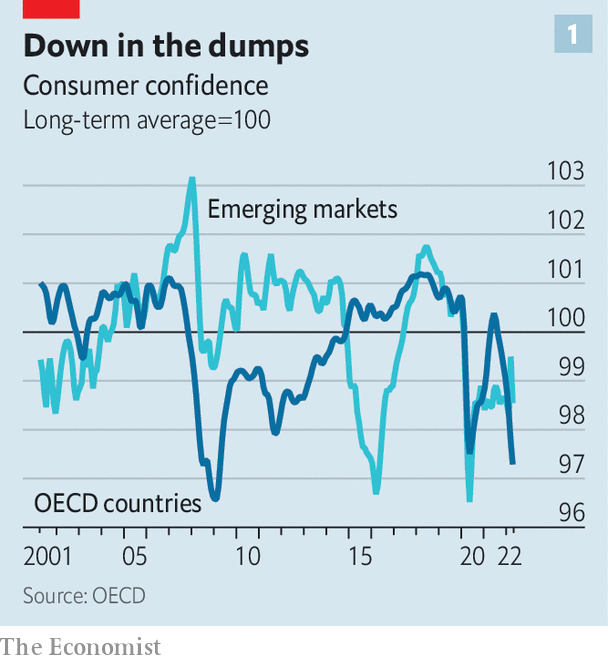 Down in the dumps
1
Consumer confidence
Long-term average=100
103
Emerging markets
102
101
100
99
98
97
OECD countries
96
2001 05 10 15 20 22
Source: OECD
The Economist